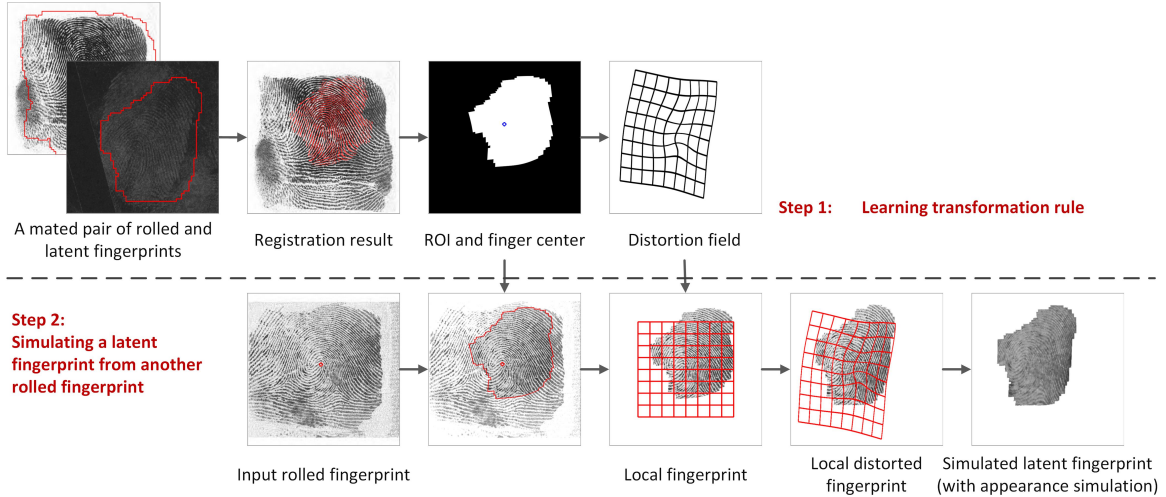 A mated pair of rolled and
latent fingerprints
Registration result
ROI and finger center
Distortion field
Step 1: Learning transformation rule
Step 2:
Simulating a latent
fingerprint from another
rolled fingerprint
Input rolled fingerprint
Local fingerprint
Local distorted
fingerprint
Simulated latent fingerprint
(with appearance simulation)